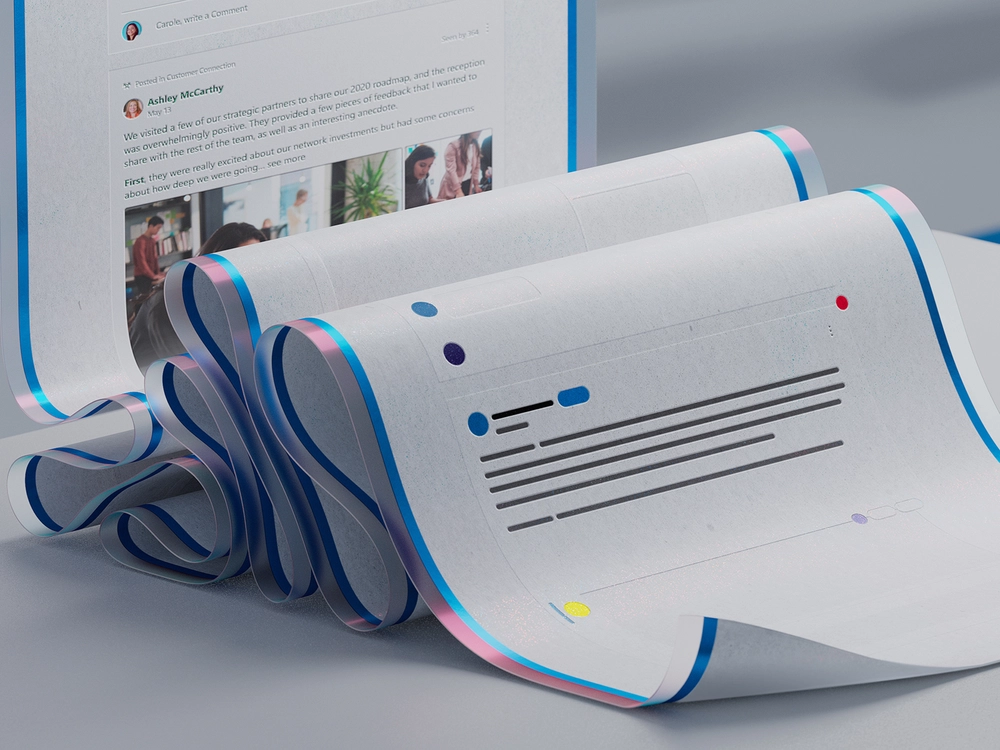 Carole, write a Comment
Seen by 364
Posted in Customer Connection
Ashley McCarthy
May 13
We visited a few of our strategic partners to share our 2020 roadmap, and the reception
was overwhelmingly positive. They provided a few pieces of feedback that I wanted to
share with the rest of the team, as well as an interesting anecdote.
First, they were really excited about our network investments but had some concerns
about how deep we were going... see more